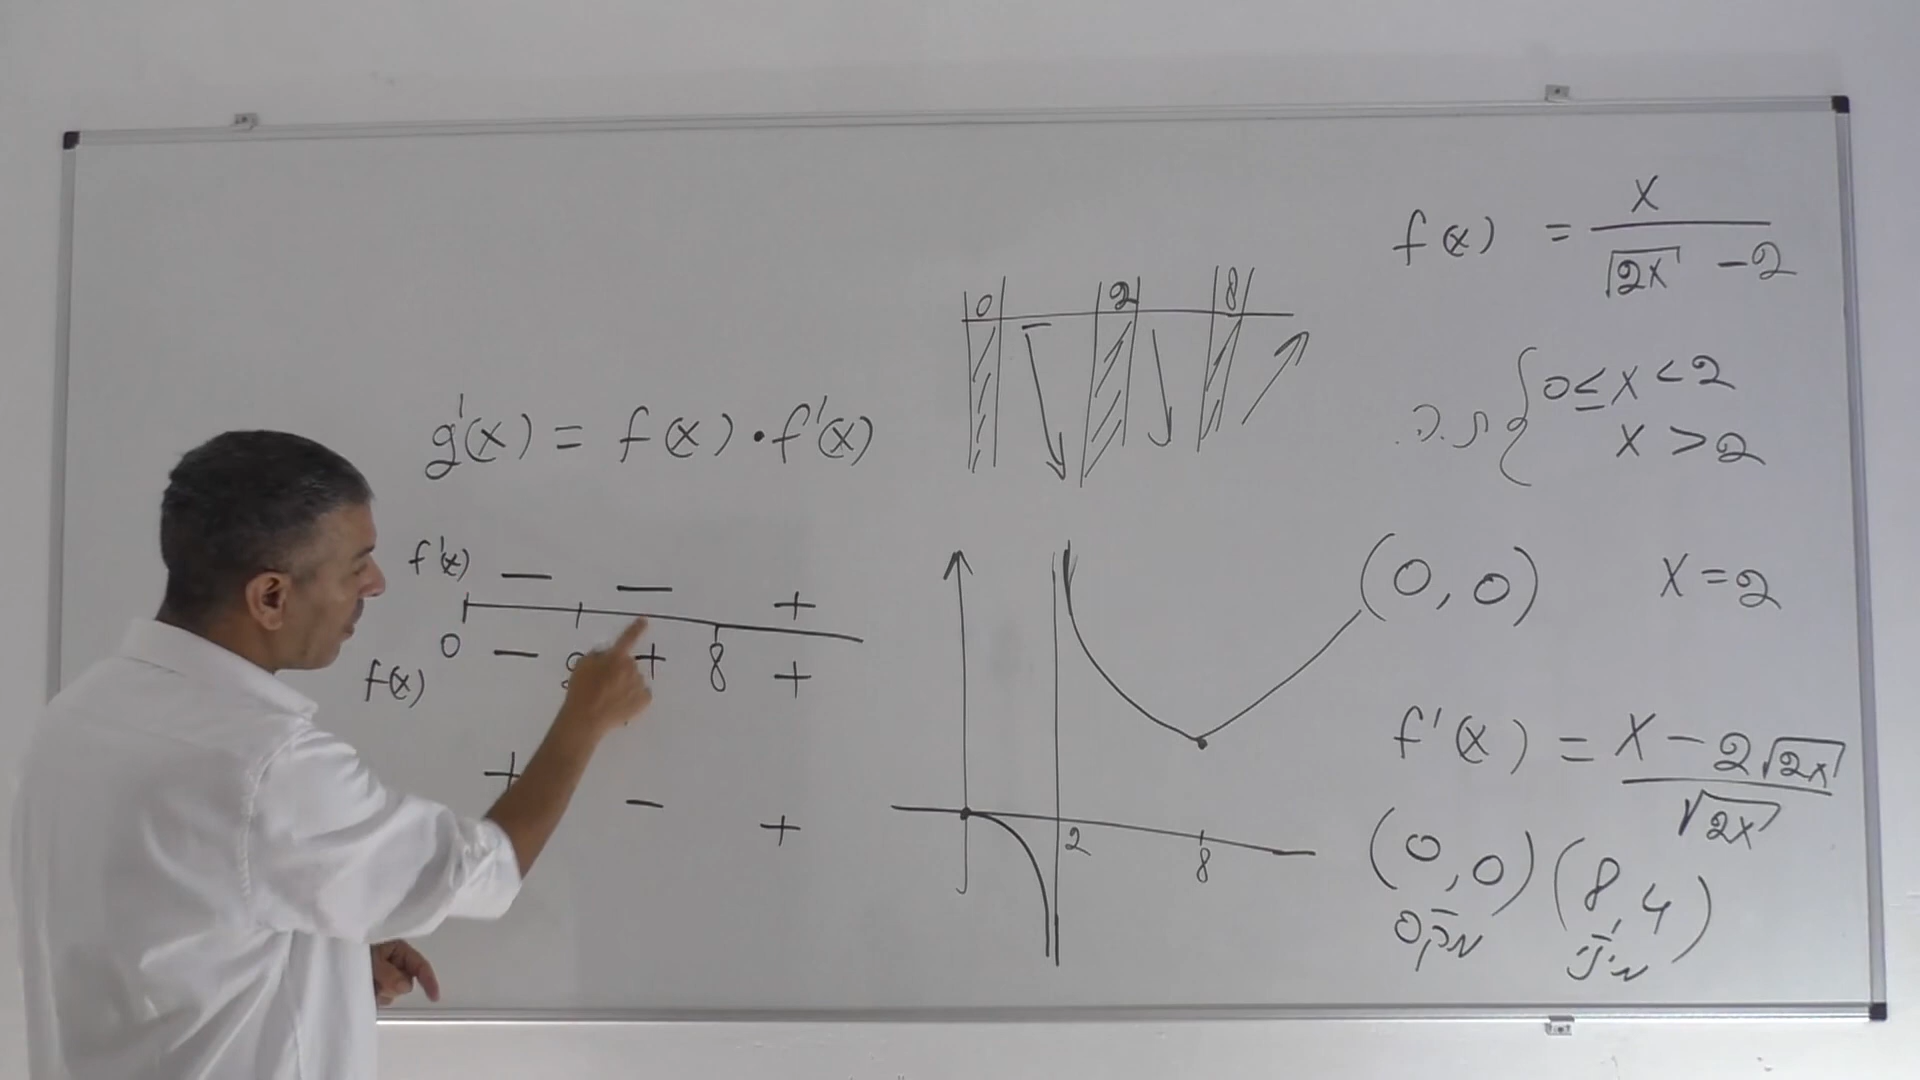 f(x) = x / √2x - 2
ת.ה. { 0 ≤ x < 2
x > 2
(0,0) x = 2
f'(x) = x - 2√2x / √2x
(0,0) (8,4)
מקס מינ'
0 2 8
2 8
g'(x) = f(x) · f'(x)
f'(x) — — +
0 8
f(x) — + +
+ — +